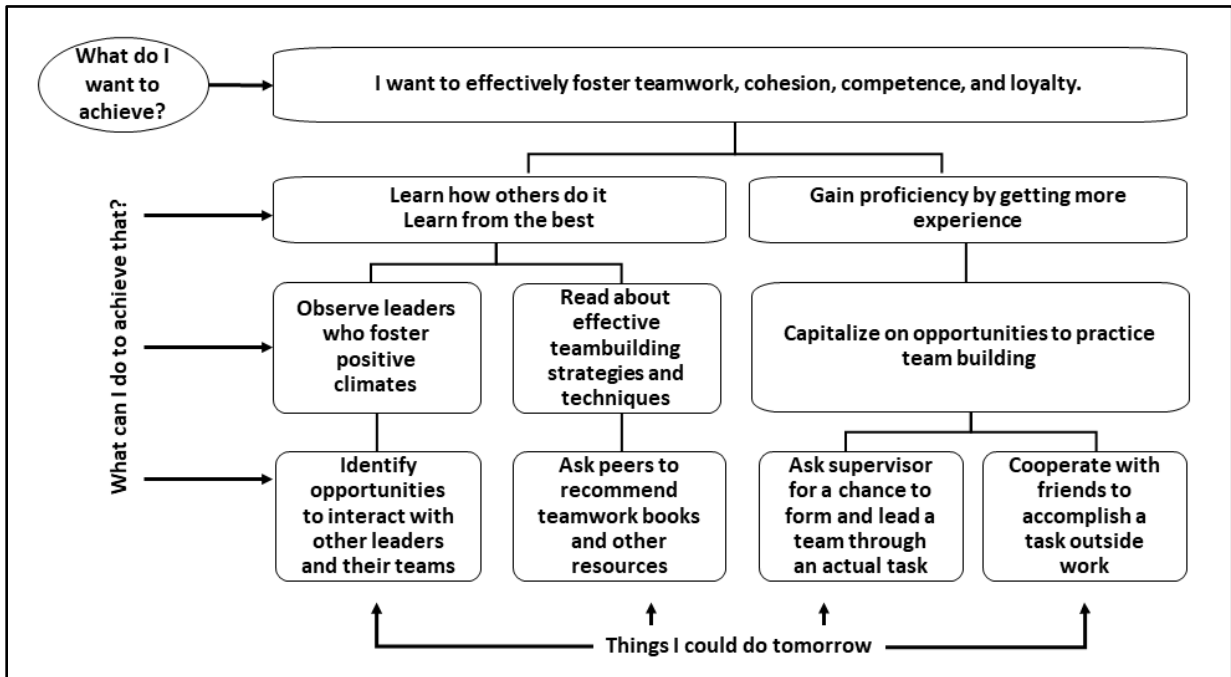 What do I
want to
achieve?
I want to effectively foster teamwork, cohesion, competence, and loyalty.
What can I do to achieve that?
Learn how others do it
Learn from the best
Gain proficiency by getting more
experience
Observe leaders
who foster
positive
climates
Read about
effective
teambuilding
strategies and
techniques
Capitalize on opportunities to practice
team building
Identify
opportunities
to interact with
other leaders
and their teams
Ask peers to
recommend
teamwork books
and other
resources
Ask supervisor
for a chance to
form and lead a
team through
an actual task
Cooperate with
friends to
accomplish a
task outside
work
Things I could do tomorrow